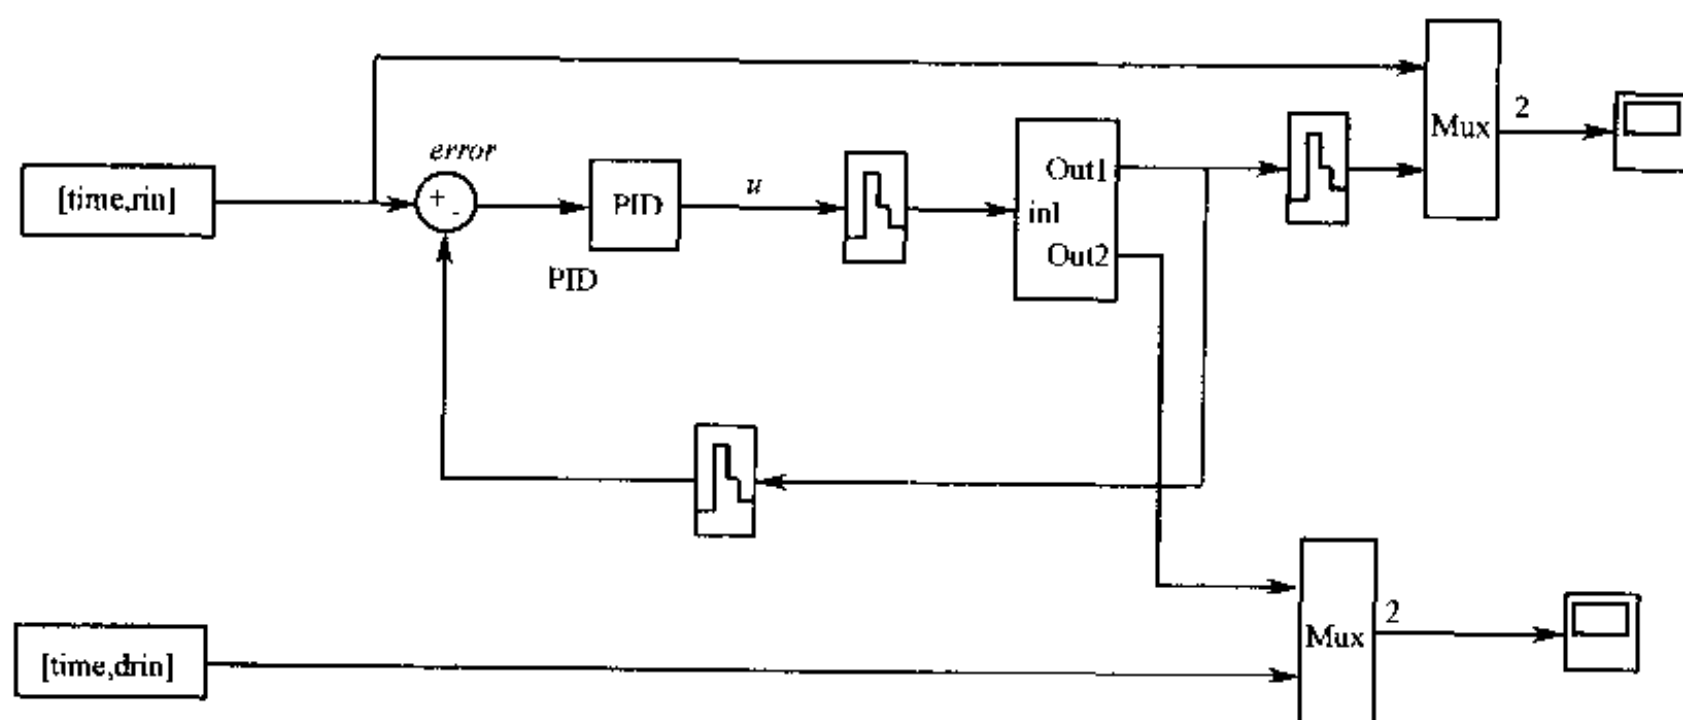 2
Mux
error
Out1
[time,rin]
PID
u
in1
Out2
PID
2
Mux
[time,drin]
+
-